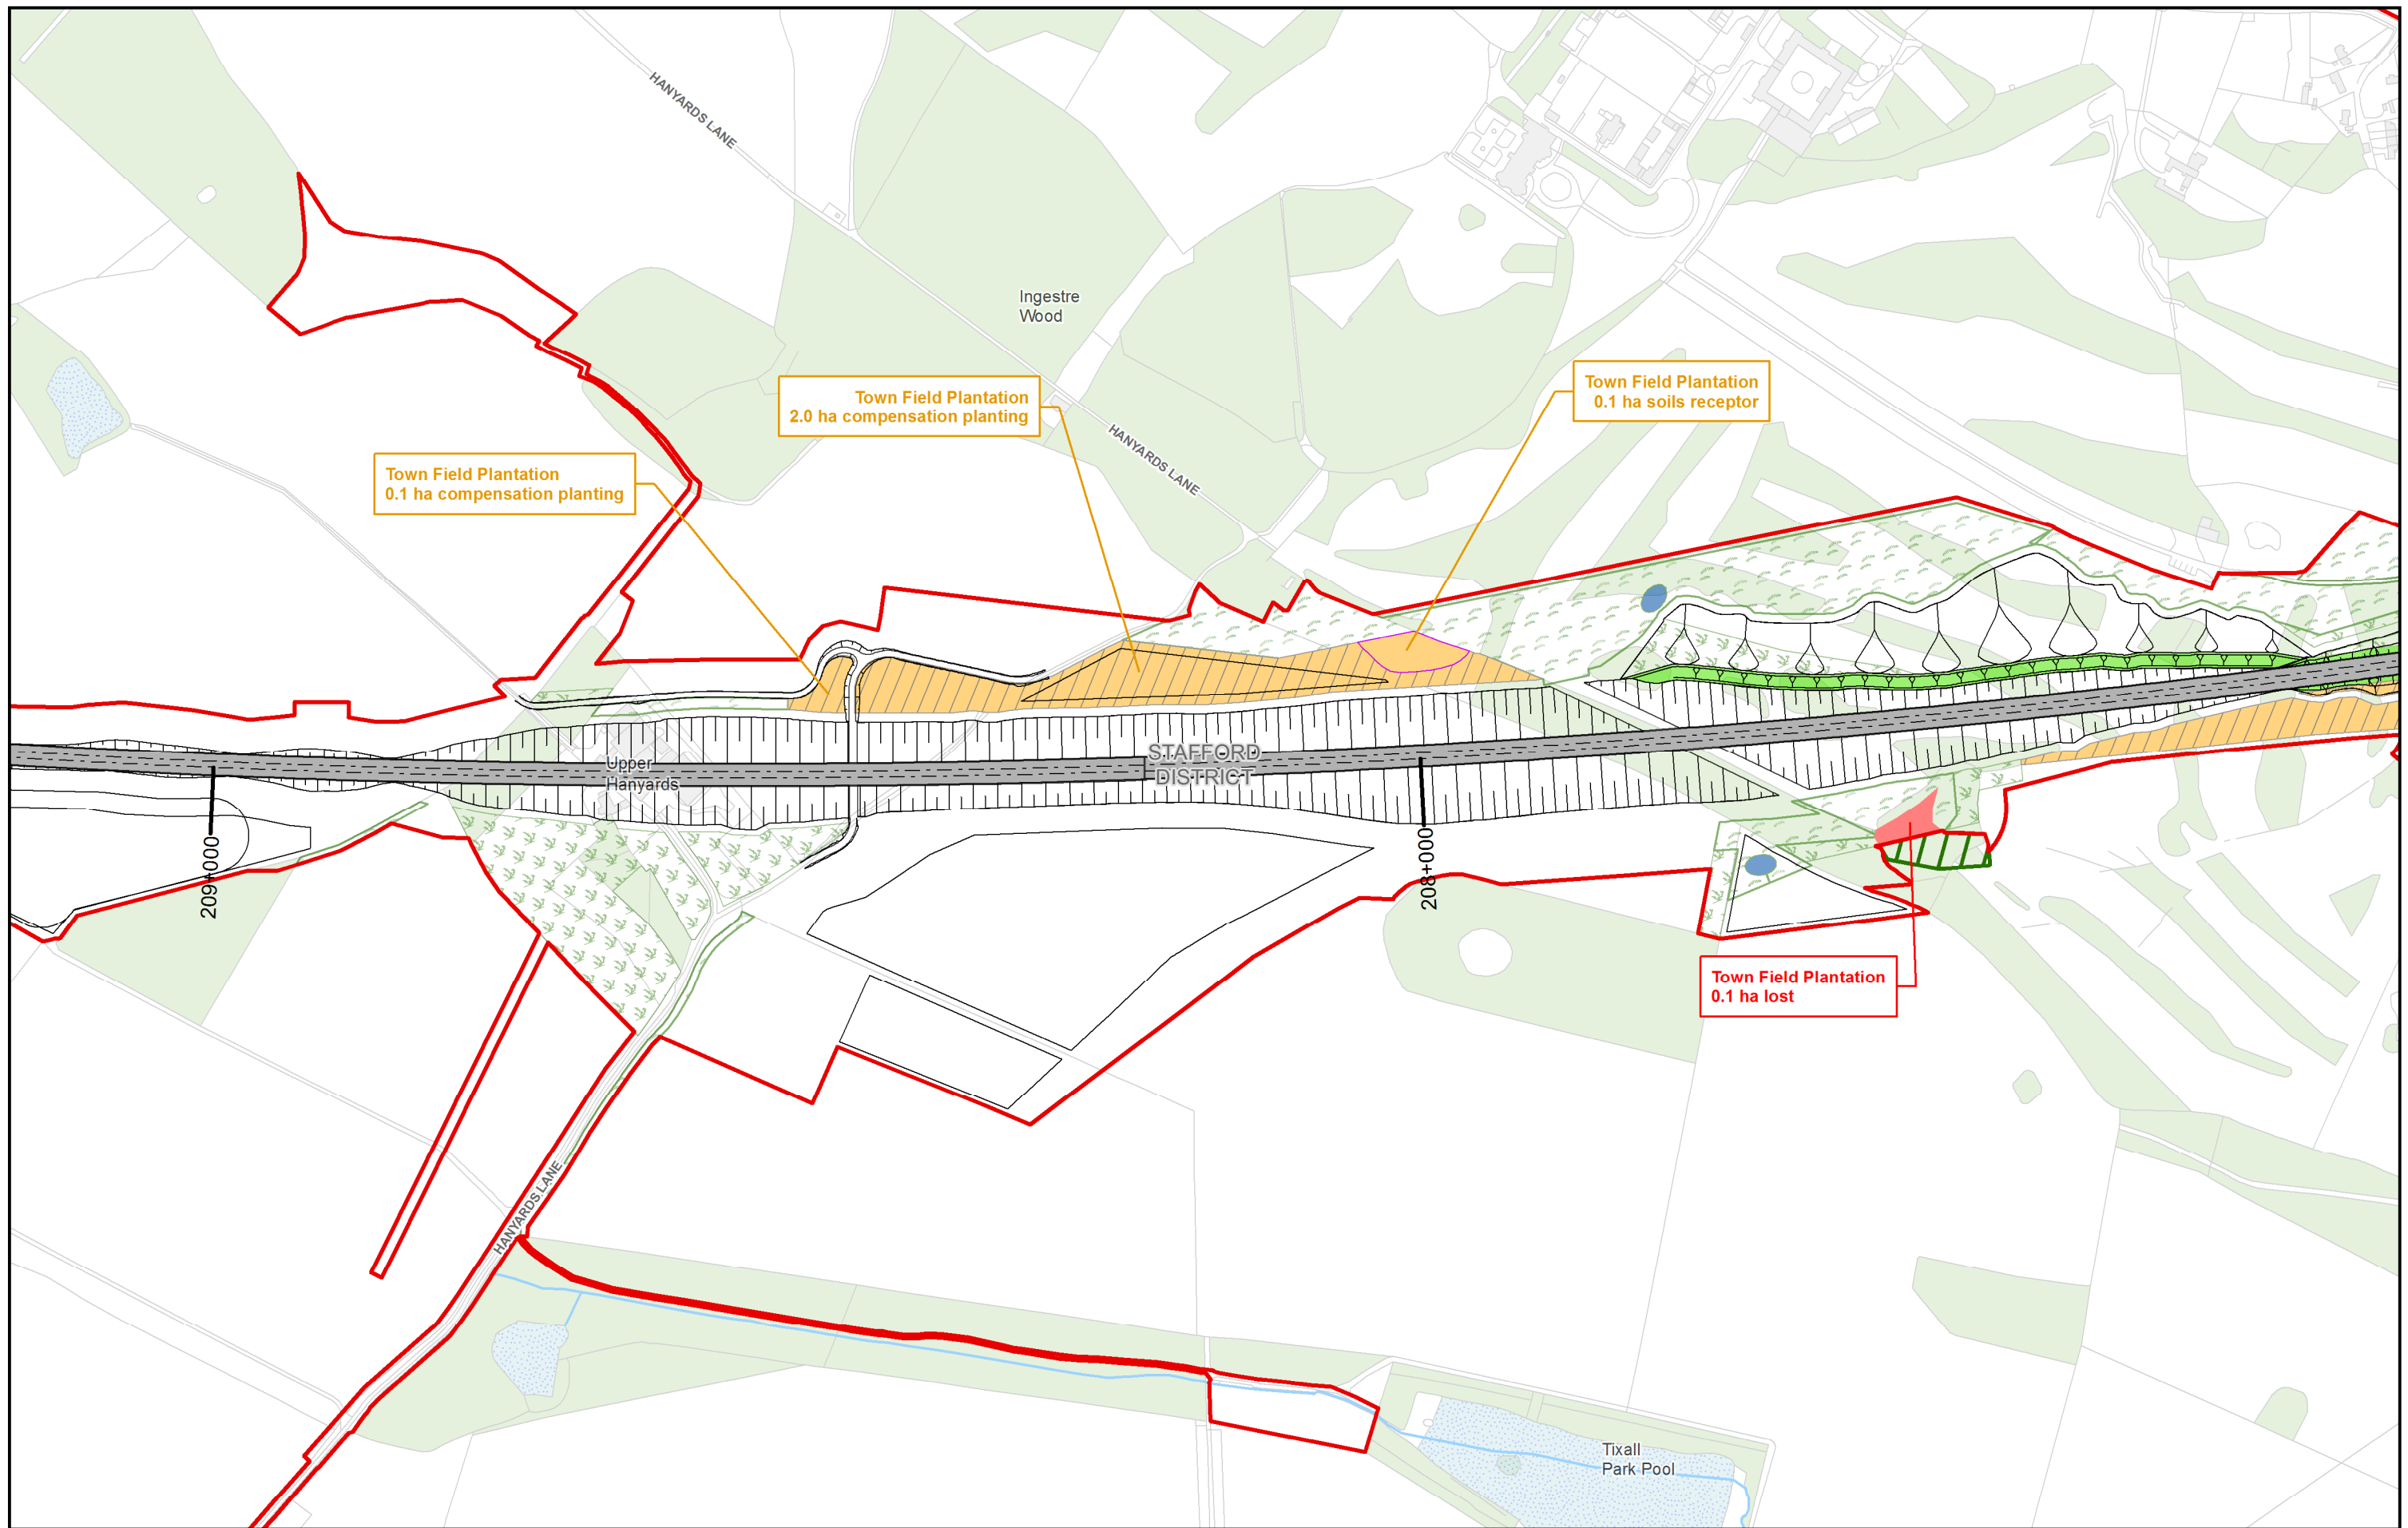 HANYARDS LANE
Ingestre
Wood
Town Field Plantation
2.0 ha compensation planting
Town Field Plantation
0.1 ha soils receptor
HANYARDS LANE
Town Field Plantation
0.1 ha compensation planting
STAFFORD
DISTRICT
Upper
Hanyards
209+000
208+000
Town Field Plantation
0.1 ha lost
HANYARDS LANE
Tixall
Park Pool